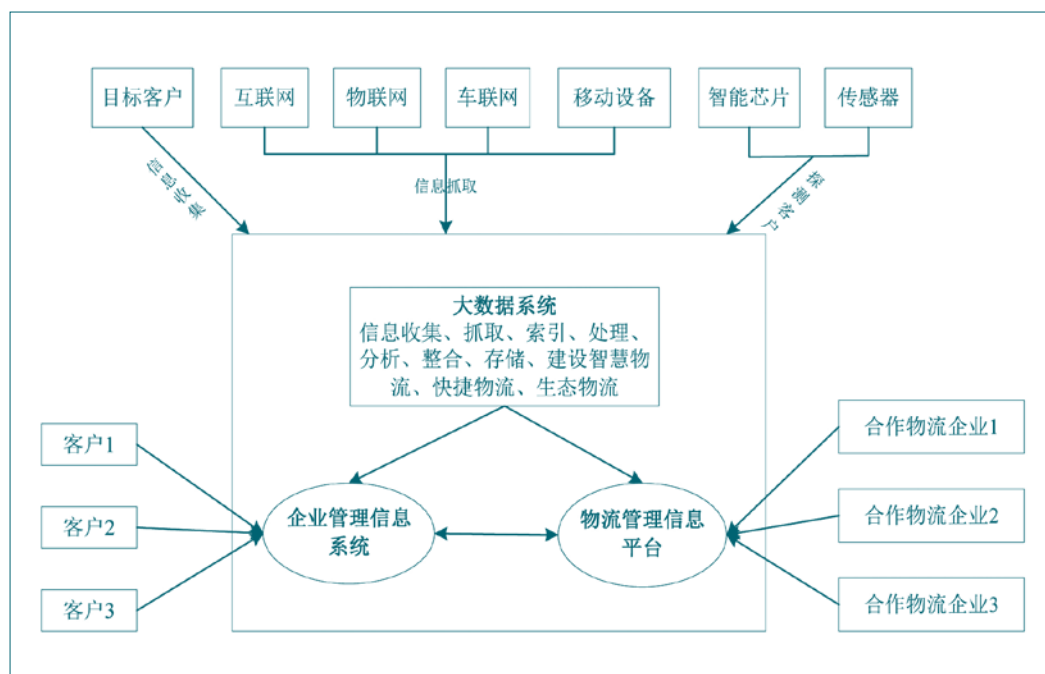 目标客户
互联网
物联网
车联网
移动设备
智能芯片
传感器
信息收集
信息抓取
探测客户
大数据系统
信息收集、抓取、索引、处理、
分析、整合、存储、建设智慧物
流、快捷物流、生态物流
客户1
客户2
客户3
企业管理信息
系统
物流管理信息
平台
合作物流企业1
合作物流企业2
合作物流企业3